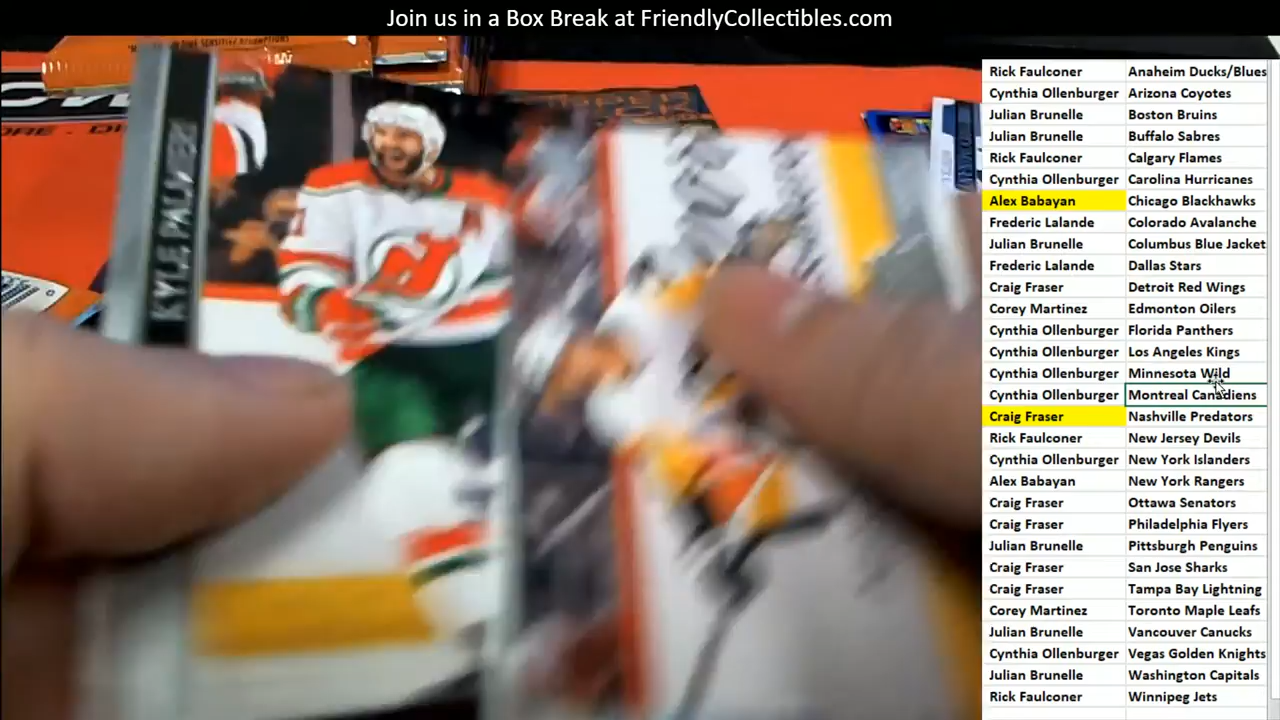 Join us in a Box Break at FriendlyCollectibles.com
KYLE PALMIERI
Rick Faulconer Anaheim Ducks/Blues
Cynthia Ollenburger Arizona Coyotes
Julian Brunelle Boston Bruins
Julian Brunelle Buffalo Sabres
Rick Faulconer Calgary Flames
Cynthia Ollenburger Carolina Hurricanes
Alex Babayan Chicago Blackhawks
Frederic Lalande Colorado Avalanche
Julian Brunelle Columbus Blue Jacket
Frederic Lalande Dallas Stars
Craig Fraser Detroit Red Wings
Corey Martinez Edmonton Oilers
Cynthia Ollenburger Florida Panthers
Cynthia Ollenburger Los Angeles Kings
Cynthia Ollenburger Minnesota Wild
Cynthia Ollenburger Montreal Canadiens
Craig Fraser Nashville Predators
Rick Faulconer New Jersey Devils
Cynthia Ollenburger New York Islanders
Alex Babayan New York Rangers
Craig Fraser Ottawa Senators
Craig Fraser Philadelphia Flyers
Julian Brunelle Pittsburgh Penguins
Craig Fraser San Jose Sharks
Craig Fraser Tampa Bay Lightning
Corey Martinez Toronto Maple Leafs
Julian Brunelle Vancouver Canucks
Cynthia Ollenburger Vegas Golden Knights
Julian Brunelle Washington Capitals
Rick Faulconer Winnipeg Jets